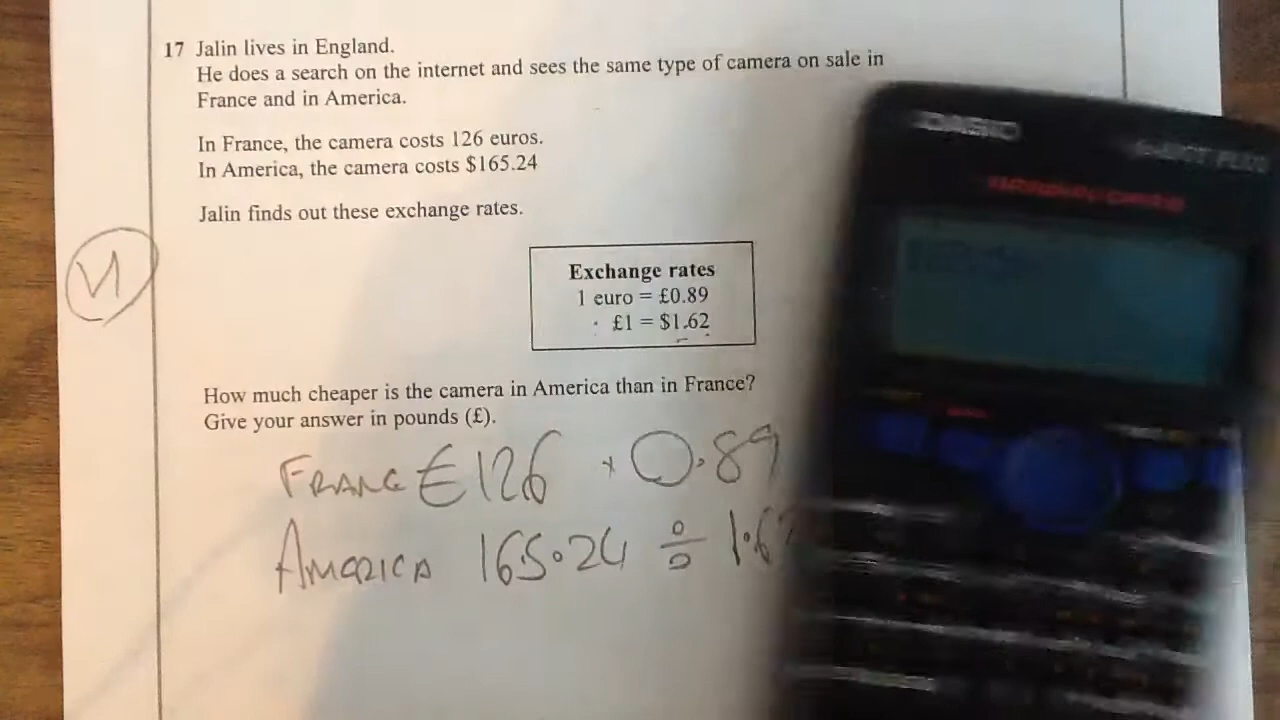 17 Jalin lives in England.
He does a search on the internet and sees the same type of camera on sale in
France and in America.
In France, the camera costs 126 euros.
In America, the camera costs $165.24
Jalin finds out these exchange rates.
Exchange rates
1 euro = £0.89
£1 = $1.62
How much cheaper is the camera in America than in France?
Give your answer in pounds (£).
FRANC €126 × 0.89
AMERICA 165.24 ÷ 1.6